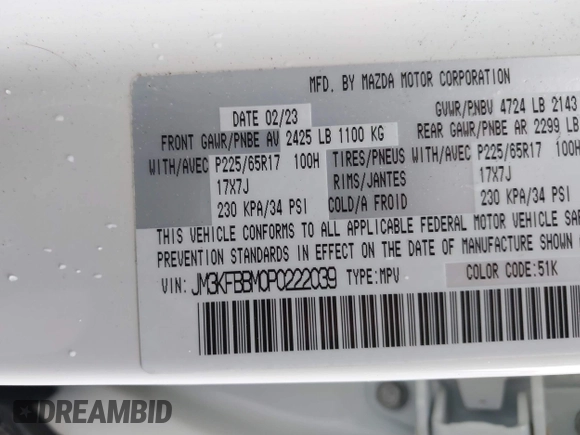 MFD. BY MAZDA MOTOR CORPORATION
DATE 02/23 GVWR/PNBV 4724 LB 2143
FRONT GAWR/PNBE AV 2425 LB 1100 KG REAR GAWR/PNBE AR 2299 LB
WITH/AVEC P225/65R17 100H TIRES/PNEUS WITH/AVEC P225/65R17 100H
17X7J RIMS/JANTES 17X7J
230 KPA/34 PSI COLD/A FROID 230 KPA/34 PSI
THIS VEHICLE CONFORMS TO ALL APPLICABLE FEDERAL MOTOR VEHICLE
PREVENTION STANDARDS IN EFFECT ON THE DATE OF MANUFACTURE SHOWN
VIN: JM3KFBBM0P0222039 TYPE:MPV COLOR CODE:51K
DREAMBID